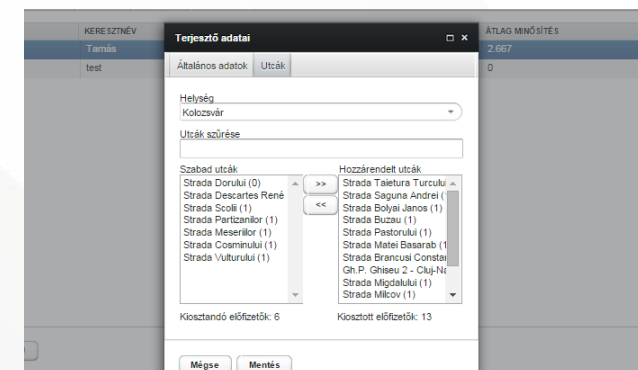 KERESZTNÉV
ÁTLAG MINŐSÍTÉS
Tamás
2.667
test
0
Terjesztő adatai
Általános adatok
Utcák
Helység
Kolozsvár
Utcák szűrése
Szabad utcák
Strada Dorului (0)
Strada Descartes René
Strada Scolii (1)
Strada Partizanilor (1)
Strada Meseriilor (1)
Strada Cosminului (1)
Strada Vulturului (1)
>>
<<
Hozzárendelt utcák
Strada Taietura Turcului
Strada Saguna Andrei (
Strada Bolyai Janos (1)
Strada Buzau (1)
Strada Pastorului (1)
Strada Matei Basarab (1
Strada Brancusi Constan
Gh.P. Ghiseu 2 - Cluj-Na
Strada Migdalului (1)
Strada Milcov (1)
Kiosztandó előfizetők: 6
Kiosztott előfizetők: 13
Mégse
Mentés